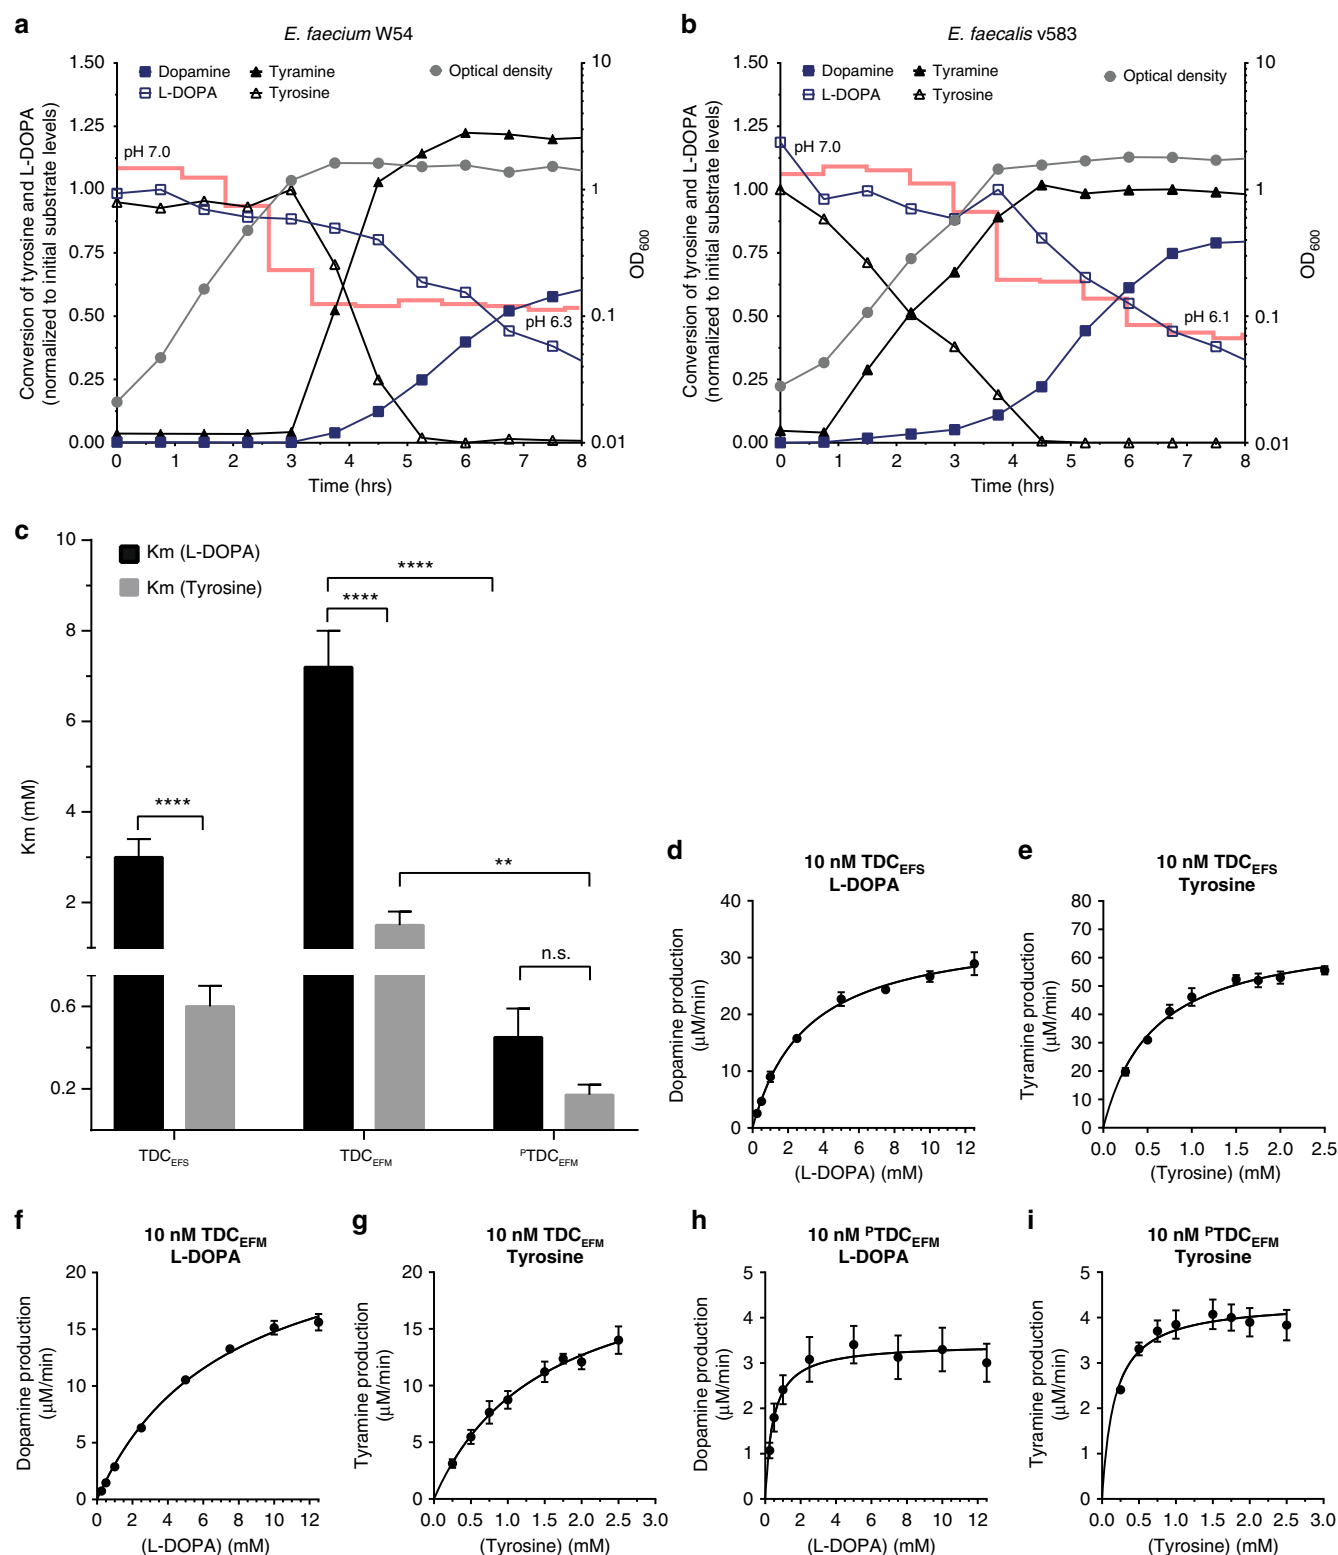 a
E. faecium W54
Conversion of tyrosine and L-DOPA
(normalized to initial substrate levels)
1.50
1.25
1.00
0.75
0.50
0.25
0.00
Dopamine
L-DOPA
Tyramine
Tyrosine
Optical density
pH 7.0
pH 6.3
10
1
0.1
0.01
OD600
0 1 2 3 4 5 6 7 8
Time (hrs)
b
E. faecalis v583
Conversion of tyrosine and L-DOPA
(normalized to initial substrate levels)
1.50
1.25
1.00
0.75
0.50
0.25
0.00
Dopamine
L-DOPA
Tyramine
Tyrosine
Optical density
pH 7.0
pH 6.1
10
1
0.1
0.01
OD600
0 1 2 3 4 5 6 7 8
Time (hrs)
c
Km (mM)
10
8
6
4
2
0.6
0.2
Km (L-DOPA)
Km (Tyrosine)
****
****
****
**
n.s.
TDCEFS
TDCEFM
PTDCEFM
d
10 nM TDCEFS
L-DOPA
Dopamine production
(μM/min)
40
30
20
10
0
0 2 4 6 8 10 12
(L-DOPA) (mM)
e
10 nM TDCEFS
Tyrosine
Tyramine production
(μM/min)
80
70
60
50
40
30
20
10
0
0.0 0.5 1.0 1.5 2.0 2.5
(Tyrosine) (mM)
f
10 nM TDCEFM
L-DOPA
Dopamine production
(μM/min)
20
15
10
5
0
0 2 4 6 8 10 12
(L-DOPA) (mM)
g
10 nM TDCEFM
Tyrosine
Tyramine production
(μM/min)
20
15
10
5
0
0.0 0.5 1.0 1.5 2.0 2.5 3.0
(Tyrosine) (mM)
h
10 nM PTDCEFM
L-DOPA
Dopamine production
(μM/min)
5
4
3
2
1
0
0 2 4 6 8 10 12
(L-DOPA) (mM)
i
10 nM PTDCEFM
Tyrosine
Tyramine production
(μM/min)
5
4
3
2
1
0
0.0 0.5 1.0 1.5 2.0 2.5 3.0
(Tyrosine) (mM)